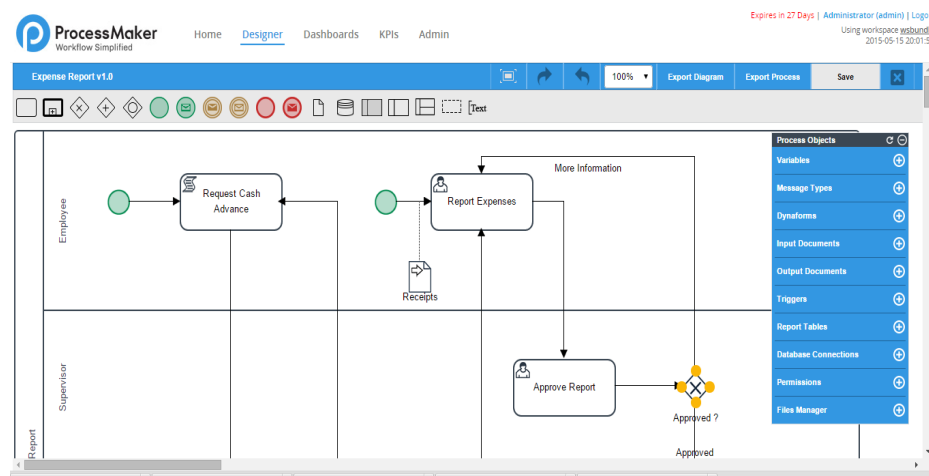 Expires in 27 Days | Administrator (admin) | Logo
ProcessMaker
Workflow Simplified
Home Designer Dashboards KPIs Admin
Using workspace wsbundl
2015-05-15 20:01:5
Expense Report v1.0
100%
Export Diagram
Export Process
Save
Text
Process Objects
Variables
Message Types
Dynaforms
Input Documents
Output Documents
Triggers
Report Tables
Database Connections
Permissions
Files Manager
Report
Employee
Request Cash
Advance
Report Expenses
More Information
Receipts
Supervisor
Approve Report
Approved ?
Approved